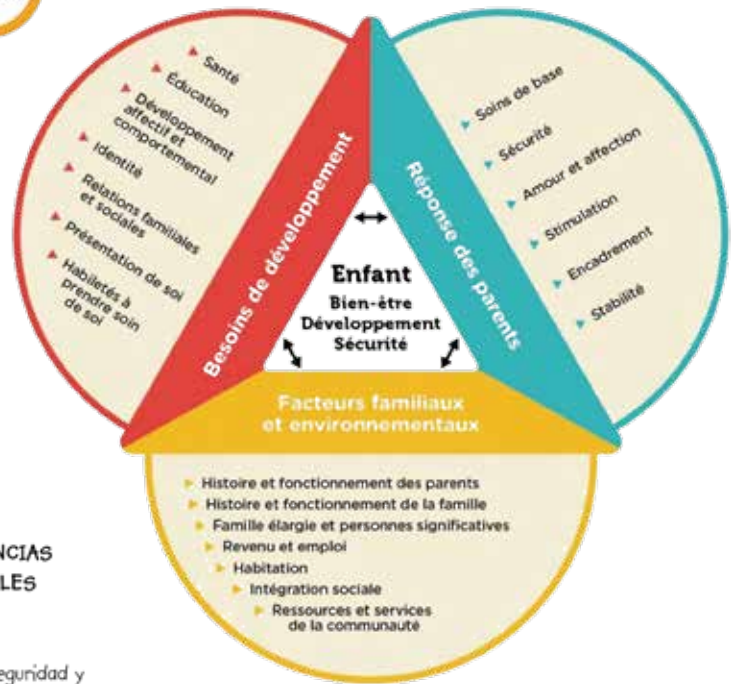 Besoins de développement
Santé
Éducation
Développement
affectif et
comportemental
Identité
Relations familiales
et sociales
Présentation de soi
Habiletés à
prendre soin
de soi
Réponse des parents
Soins de base
Sécurité
Amour et affection
Stimulation
Encadrement
Stabilité
Enfant
Bien-être
Développement
Sécurité
Facteurs familiaux
et environnementaux
Histoire et fonctionnement des parents
Histoire et fonctionnement de la famille
Famille élargie et personnes significatives
Revenu et emploi
Habitation
Intégration sociale
Ressources et services
de la communauté
NCIAS
LES
eguridad y